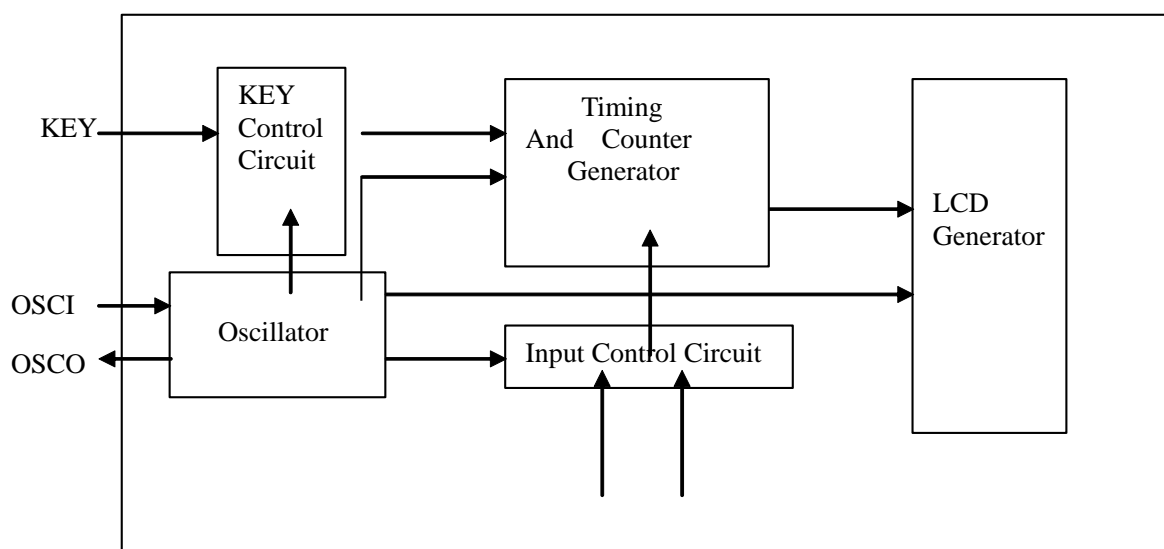 KEY
KEY
Control
Circuit
Timing
And Counter
Generator
LCD
Generator
OSCI
OSCO
Oscillator
Input Control Circuit